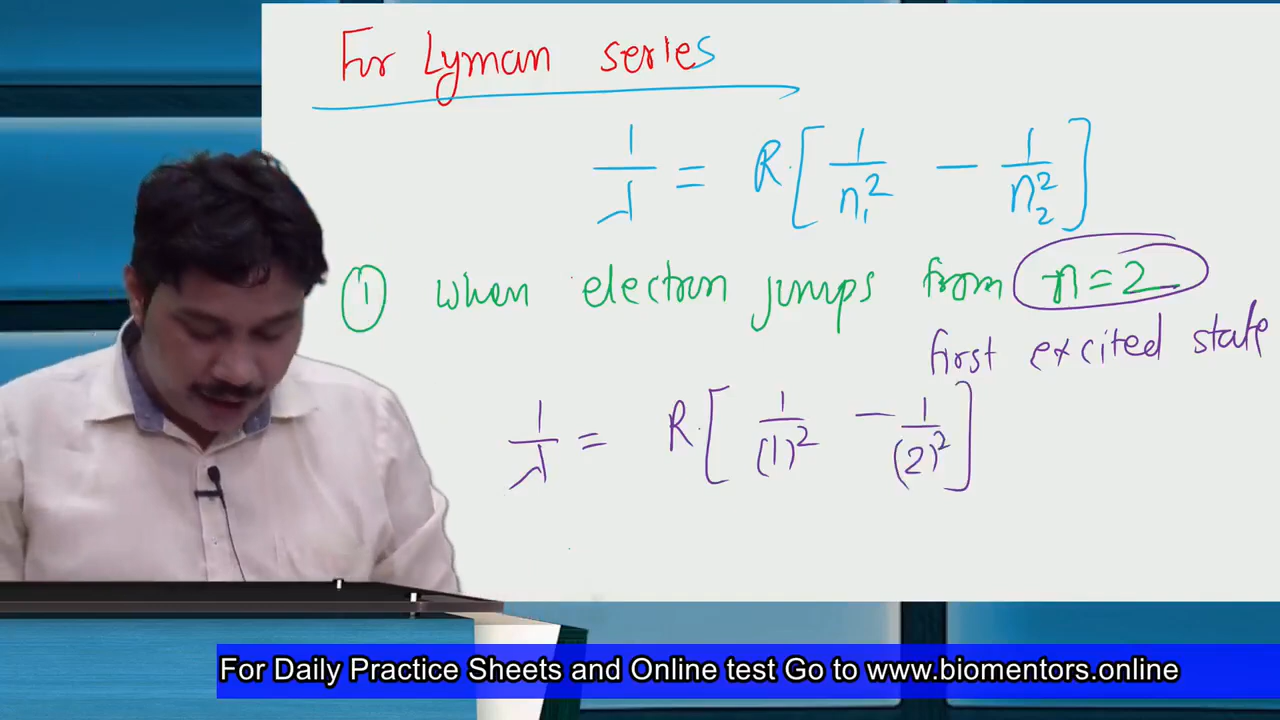 For Lyman series
1/λ = R·[1/n₁² − 1/n₂²]
① when electron jumps from n=2
first excited state
1/λ = R·[1/(1)² − 1/(2)²]
For Daily Practice Sheets and Online test Go to www.biomentors.online